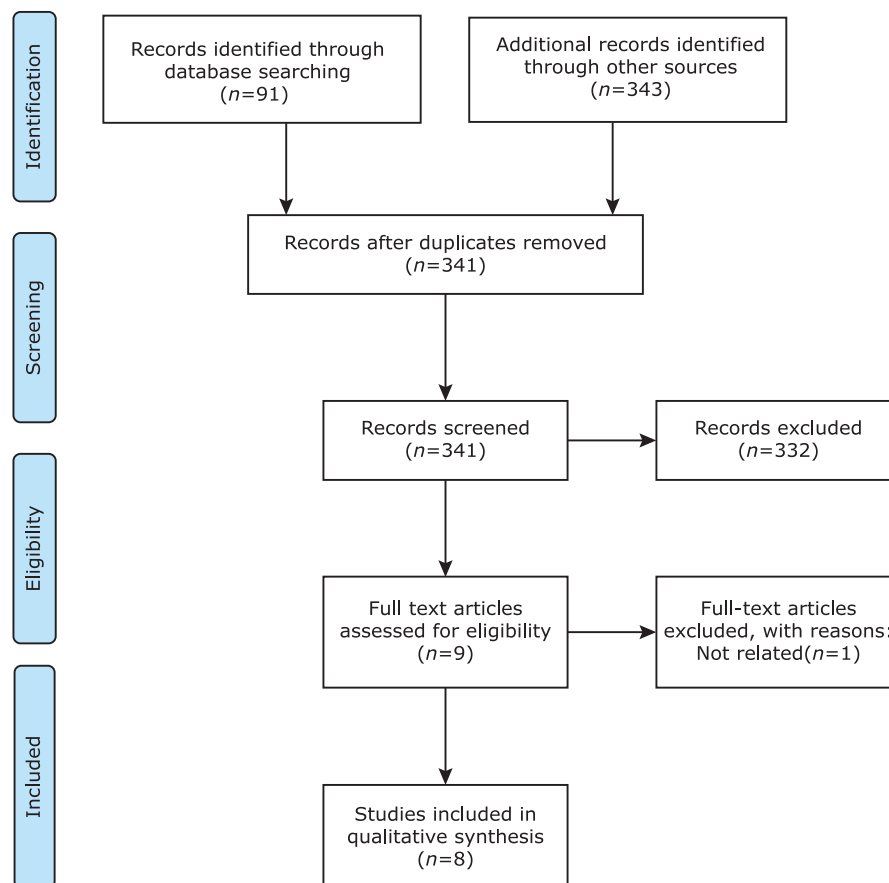 Identification
Records identified through
database searching
(n=91)
Additional records identified
through other sources
(n=343)
Records after duplicates removed
(n=341)
Screening
Records screened
(n=341)
Records excluded
(n=332)
Eligibility
Full text articles
assessed for eligibility
(n=9)
Full-text articles
excluded, with reasons:
Not related(n=1)
Included
Studies included in
qualitative synthesis
(n=8)